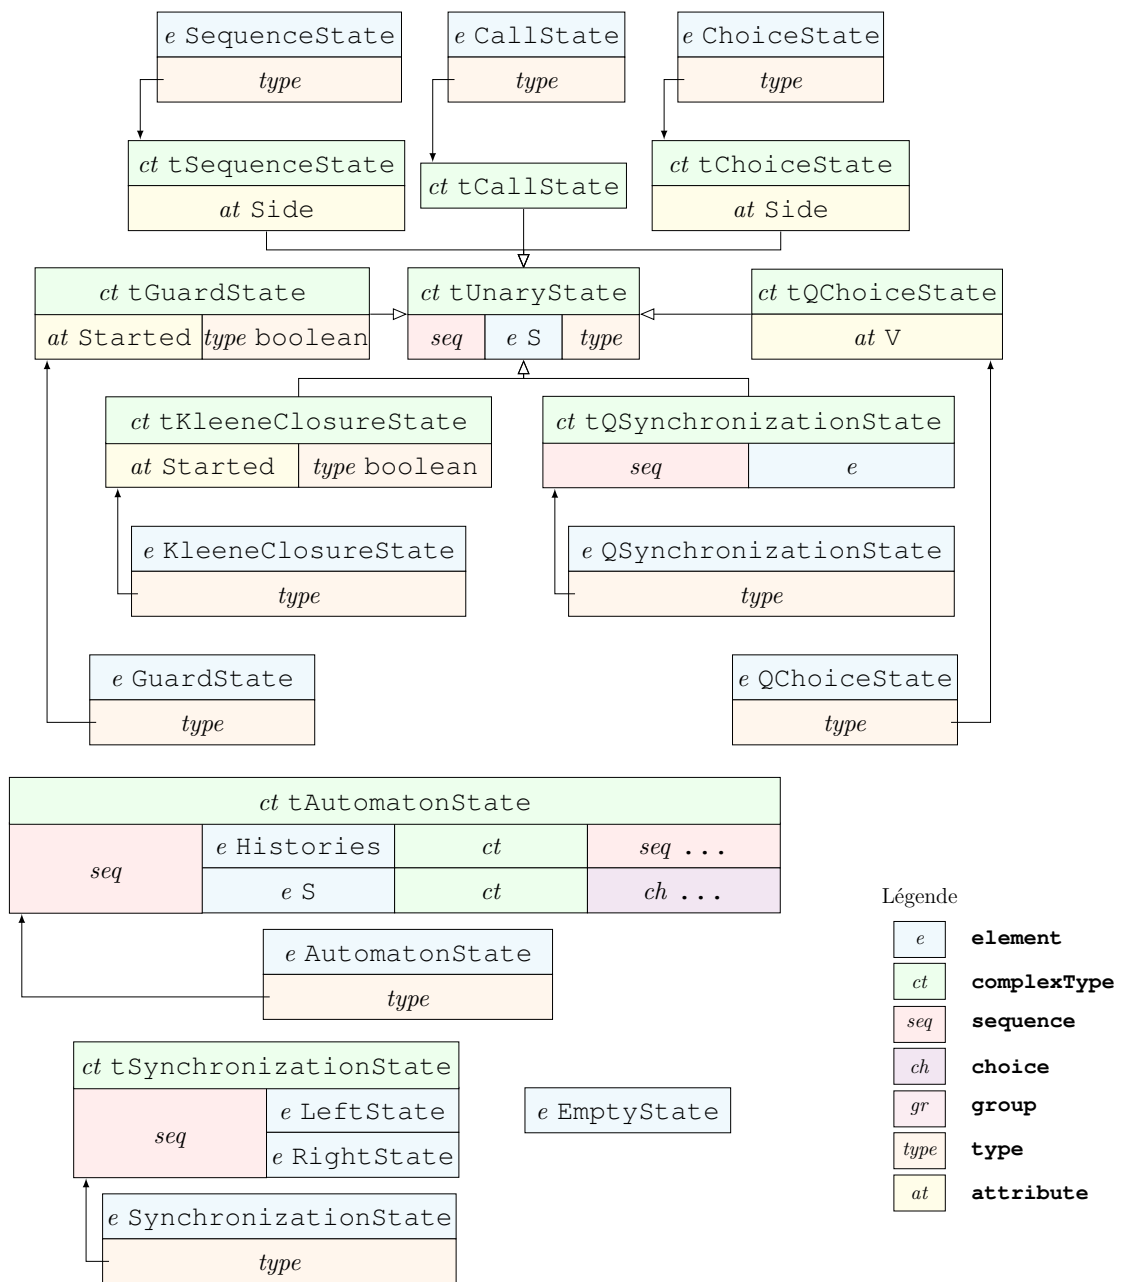 e SequenceState
type
e CallState
type
e ChoiceState
type
ct tSequenceState
at Side
ct tCallState
ct tChoiceState
at Side
ct tGuardState
at Started type boolean
ct tUnaryState
seq e S type
ct tQChoiceState
at V
ct tKleeneClosureState
at Started type boolean
ct tQSynchronizationState
seq e
e KleeneClosureState
type
e QSynchronizationState
type
e GuardState
type
e QChoiceState
type
ct tAutomatonState
seq
e Histories ct seq ...
e S ct ch ...
e AutomatonState
type
ct tSynchronizationState
seq
e LeftState
e RightState
e SynchronizationState
type
e EmptyState
Légende
e element
ct complexType
seq sequence
ch choice
gr group
type type
at attribute